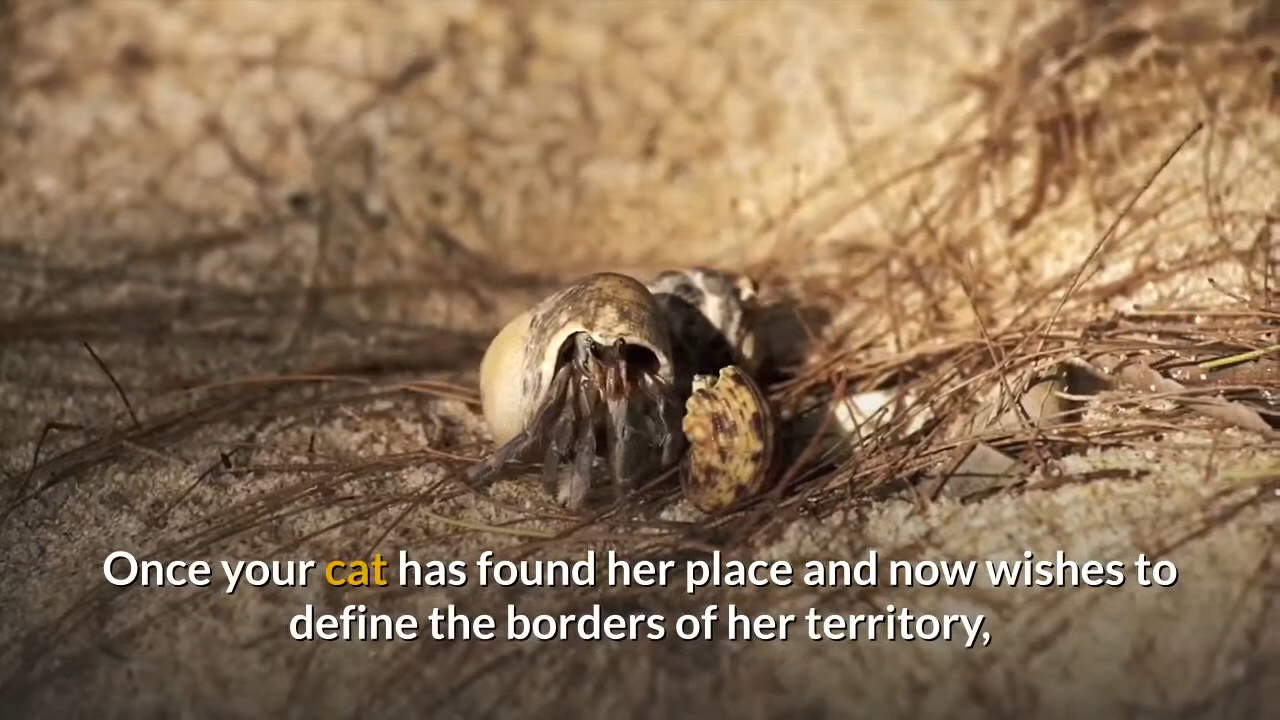 Once your cat has found her place and now wishes to
define the borders of her territory,